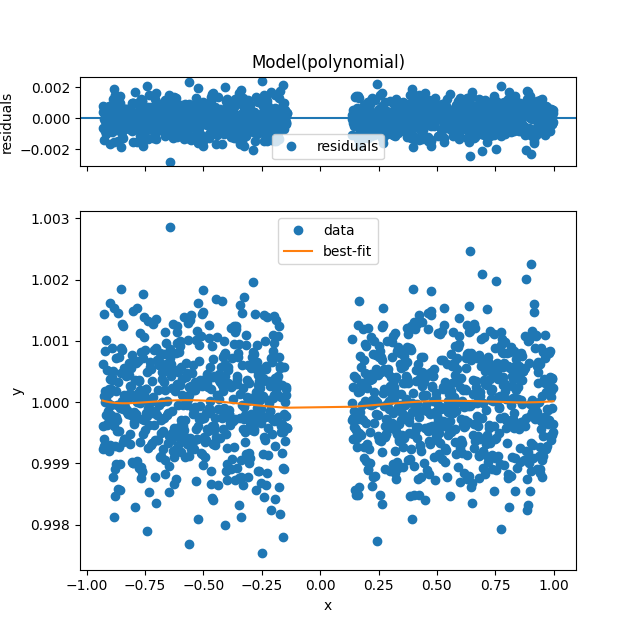 Model(polynomial)
residuals
0.002
0.000
−0.002
residuals
y
1.003
1.002
1.001
1.000
0.999
0.998
data
best-fit
−1.00 −0.75 −0.50 −0.25 0.00 0.25 0.50 0.75 1.00
x